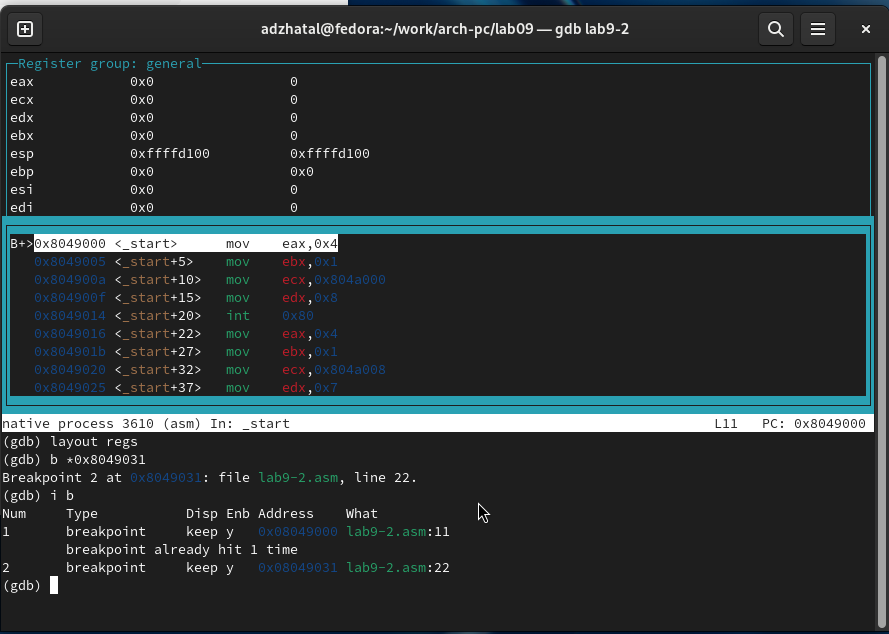 adzhatal@fedora:~/work/arch-pc/lab09 — gdb lab9-2
Register group: general
eax 0x0 0
ecx 0x0 0
edx 0x0 0
ebx 0x0 0
esp 0xffffd100 0xffffd100
ebp 0x0 0x0
esi 0x0 0
edi 0x0 0
B+>0x8049000 <_start> mov eax,0x4
0x8049005 <_start+5> mov ebx,0x1
0x804900a <_start+10> mov ecx,0x804a000
0x804900f <_start+15> mov edx,0x8
0x8049014 <_start+20> int 0x80
0x8049016 <_start+22> mov eax,0x4
0x804901b <_start+27> mov ebx,0x1
0x8049020 <_start+32> mov ecx,0x804a008
0x8049025 <_start+37> mov edx,0x7
native process 3610 (asm) In: _start L11 PC: 0x8049000
(gdb) layout regs
(gdb) b *0x8049031
Breakpoint 2 at 0x8049031: file lab9-2.asm, line 22.
(gdb) i b
Num Type Disp Enb Address What
1 breakpoint keep y 0x08049000 lab9-2.asm:11
breakpoint already hit 1 time
2 breakpoint keep y 0x08049031 lab9-2.asm:22
(gdb)